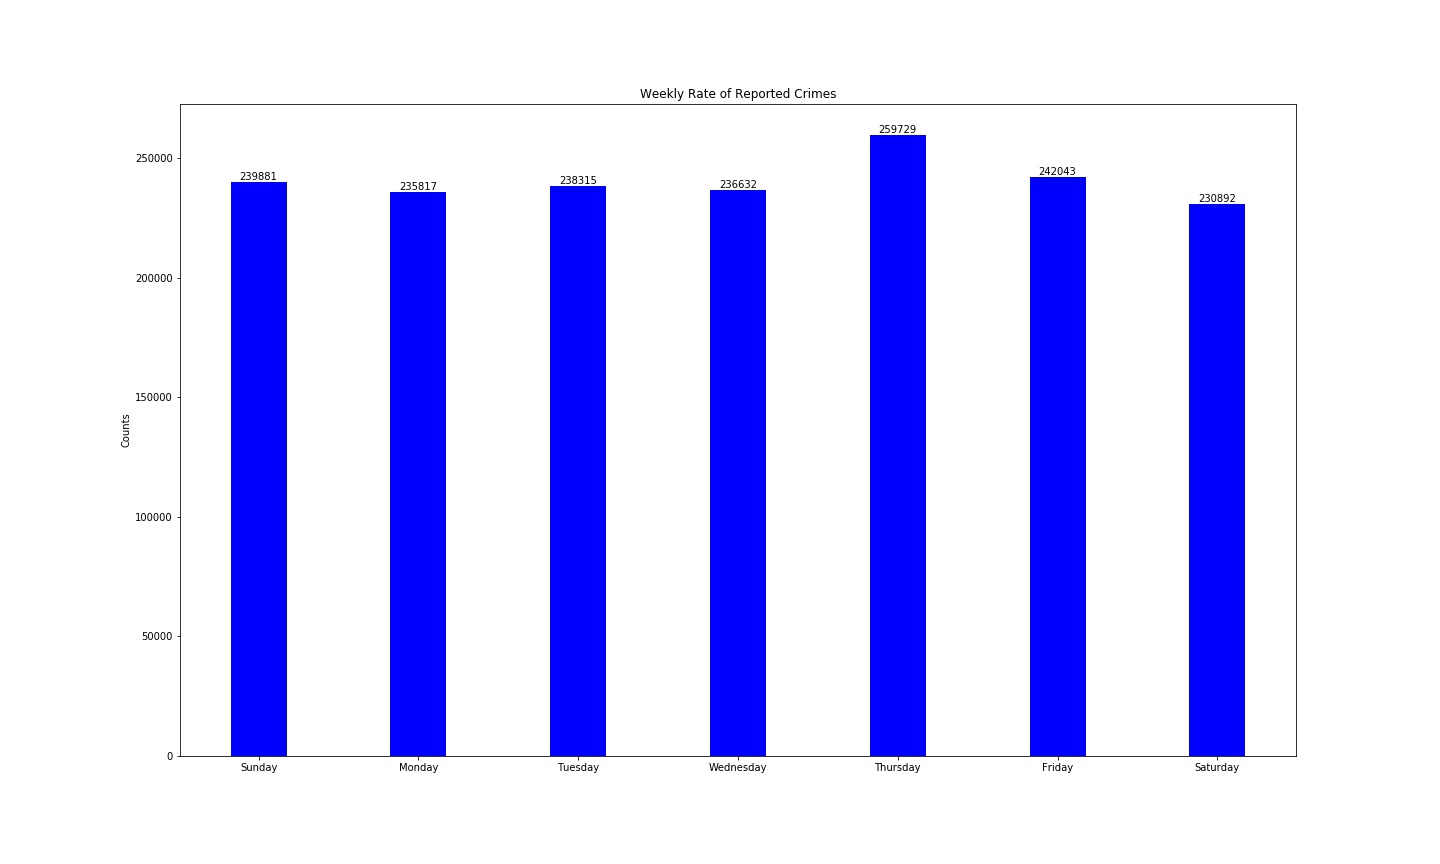 Weekly Rate of Reported Crimes
259729
250000
239881
235817
238315
236632
242043
230892
200000
150000
Counts
100000
50000
0
Sunday
Monday
Tuesday
Wednesday
Thursday
Friday
Saturday